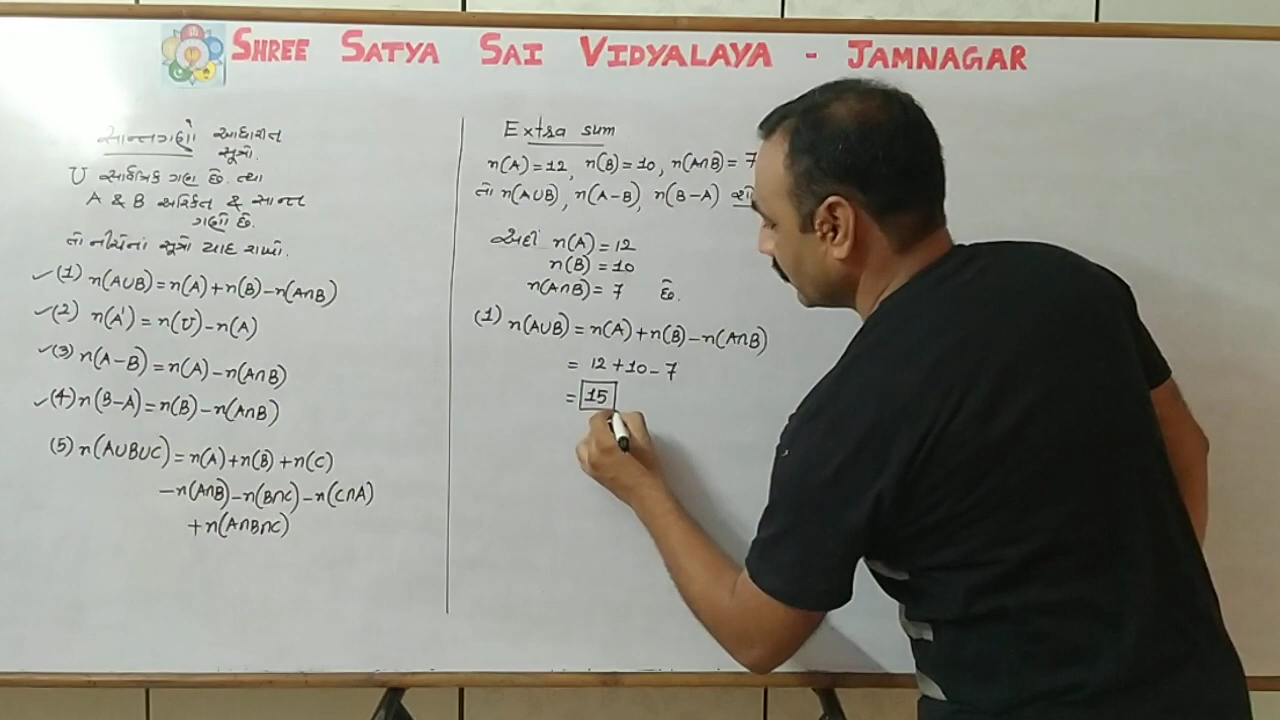 SHREE SATYA SAI VIDYALAYA - JAMNAGAR
સાન્તગણો આધારીત
સૂત્રો.
U સાર્વત્રિક ગણ છે. તથા
A & B અરિક્ત & સાન્ત
ગણો છે.
તો નીચેનાં સૂત્રો યાદ રાખો.
(1) n(A∪B)=n(A)+n(B)-n(A∩B)
(2) n(A')=n(U)-n(A)
(3) n(A-B)=n(A)-n(A∩B)
(4) n(B-A)=n(B)-n(A∩B)
(5) n(A∪B∪C)=n(A)+n(B)+n(C)
-n(A∩B)-n(B∩C)-n(C∩A)
+n(A∩B∩C)
Extra sum
n(A)=12, n(B)=10, n(A∩B)=7
તો n(A∪B), n(A-B), n(B-A) શો
અહીં n(A)=12
n(B)=10
n(A∩B)=7 છે.
(1) n(A∪B)=n(A)+n(B)-n(A∩B)
= 12+10-7
= 15